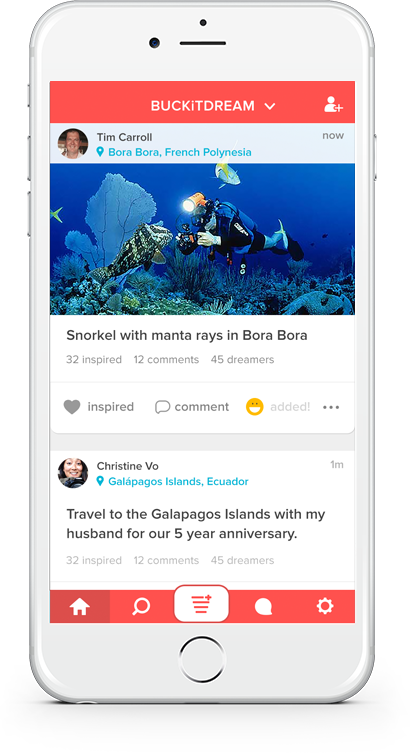 BUCKiTDREAM
Tim Carroll
now
Bora Bora, French Polynesia
Snorkel with manta rays in Bora Bora
32 inspired 12 comments 45 dreamers
inspired comment added!
Christine Vo
1m
Galápagos Islands, Ecuador
Travel to the Galapagos Islands with my
husband for our 5 year anniversary.
32 inspired 12 comments 45 dreamers